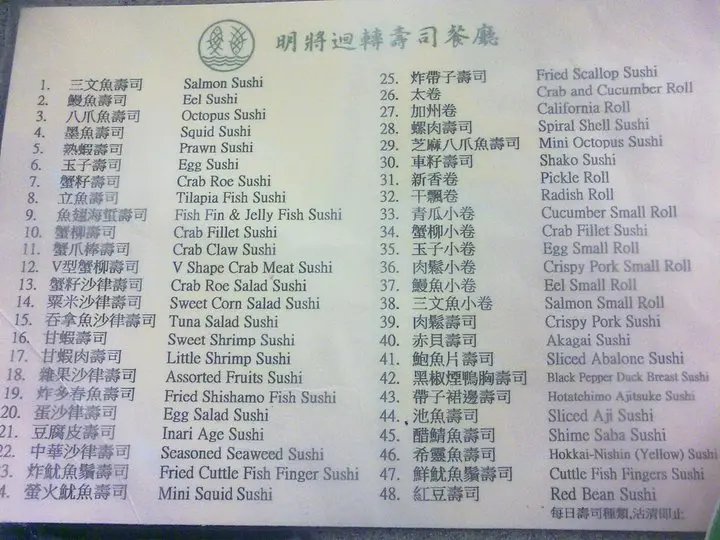 明將迴轉壽司餐廳
1. 三文魚壽司 Salmon Sushi
2. 鰻魚壽司 Eel Sushi
3. 八爪魚壽司 Octopus Sushi
4. 墨魚壽司 Squid Sushi
5. 熟蝦壽司 Prawn Sushi
6. 玉子壽司 Egg Sushi
7. 蟹籽壽司 Crab Roe Sushi
8. 立魚壽司 Tilapia Fish Sushi
9. 魚翅海蜇壽司 Fish Fin & Jelly Fish Sushi
10. 蟹柳壽司 Crab Fillet Sushi
11. 蟹爪棒壽司 Crab Claw Sushi
12. V型蟹柳壽司 V Shape Crab Meat Sushi
13. 蟹籽沙律壽司 Crab Roe Salad Sushi
14. 粟米沙律壽司 Sweet Corn Salad Sushi
15. 吞拿魚沙律壽司 Tuna Salad Sushi
16. 甘蝦壽司 Sweet Shrimp Sushi
17. 甘蝦肉壽司 Little Shrimp Sushi
18. 雜果沙律壽司 Assorted Fruits Sushi
19. 炸多春魚壽司 Fried Shishamo Fish Sushi
20. 蛋沙律壽司 Egg Salad Sushi
21. 豆腐皮壽司 Inari Age Sushi
22. 中華沙律壽司 Seasoned Seaweed Sushi
3. 炸魷魚鬚壽司 Fried Cuttle Fish Finger Sushi
4. 螢火魷魚壽司 Mini Squid Sushi
25. 炸帶子壽司 Fried Scallop Sushi
26. 太卷 Crab and Cucumber Roll
27. 加州卷 California Roll
28. 螺肉壽司 Spiral Shell Sushi
29. 芝麻八爪魚壽司 Mini Octopus Sushi
30. 車籽壽司 Shako Sushi
31. 新香卷 Pickle Roll
32. 干瓢卷 Radish Roll
33. 青瓜小卷 Cucumber Small Roll
34. 蟹柳小卷 Crab Fillet Sushi
35. 玉子小卷 Egg Small Roll
36. 肉鬆小卷 Crispy Pork Small Roll
37. 鰻魚小卷 Eel Small Roll
38. 三文魚小卷 Salmon Small Roll
39. 肉鬆壽司 Crispy Pork Sushi
40. 赤貝壽司 Akagai Sushi
41. 鮑魚片壽司 Sliced Abalone Sushi
42. 黑椒煙鴨胸壽司 Black Pepper Duck Breast Sushi
43. 帶子裙邊壽司 Hotatehimo Ajitsuke Sushi
44. 池魚壽司 Sliced Aji Sushi
45. 醋鯖魚壽司 Shime Saba Sushi
46. 希靈魚壽司 Hokkai-Nishin (Yellow) Sushi
47. 鮮魷魚鬚壽司 Cuttle Fish Fingers Sushi
48. 紅豆壽司 Red Bean Sushi
每日壽司種類,沽清即止